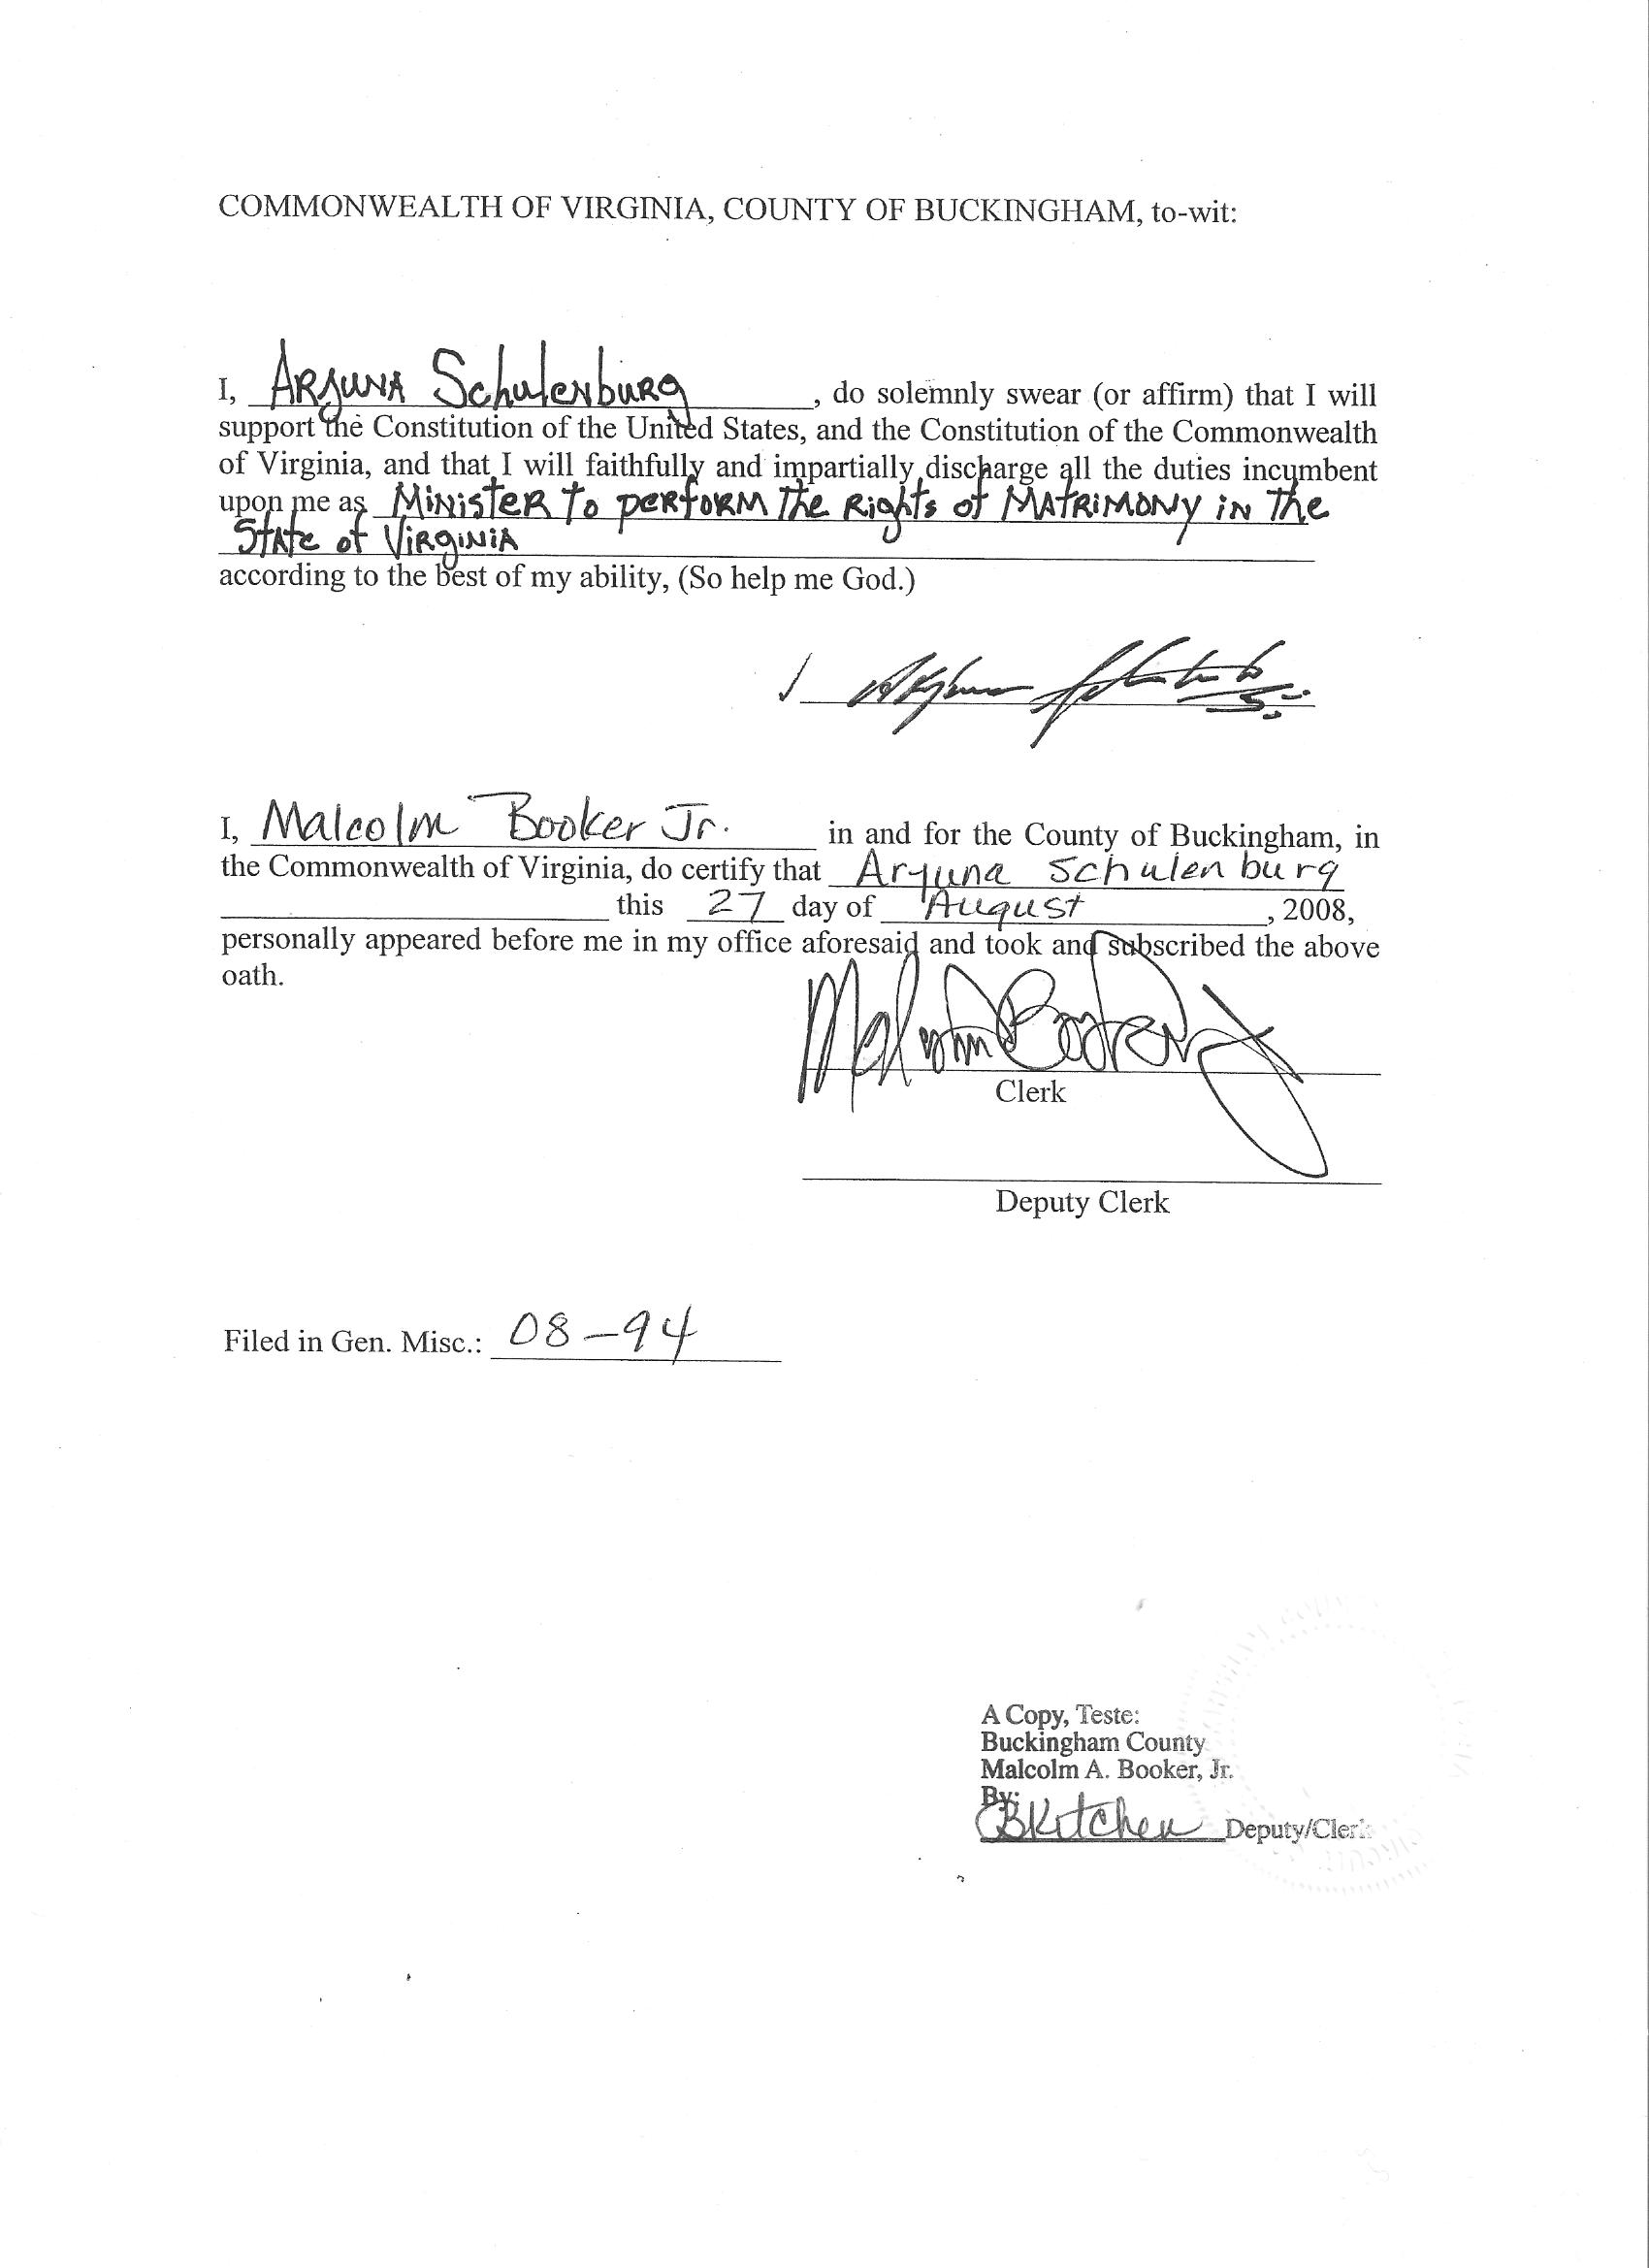 COMMONWEALTH OF VIRGINIA, COUNTY OF BUCKINGHAM, to-wit:
I, ARJUNA Schulenburg, do solemnly swear (or affirm) that I will
support the Constitution of the United States, and the Constitution of the Commonwealth
of Virginia, and that I will faithfully and impartially discharge all the duties incumbent
upon me as MINISTER To peRFoRM The RigHts of MATRiMONY iN The
State of VIRGINIA
according to the best of my ability, (So help me God.)
I, Malcolm Booker Jr. in and for the County of Buckingham, in
the Commonwealth of Virginia, do certify that Arjuna Schulenburg
this 27 day of August, 2008,
personally appeared before me in my office aforesaid and took and subscribed the above
oath.
Clerk
Deputy Clerk
Filed in Gen. Misc.: 08-94
A Copy, Teste:
Buckingham County
Malcolm A. Booker, Jr.
By:
BKitchen Deputy/Clerk